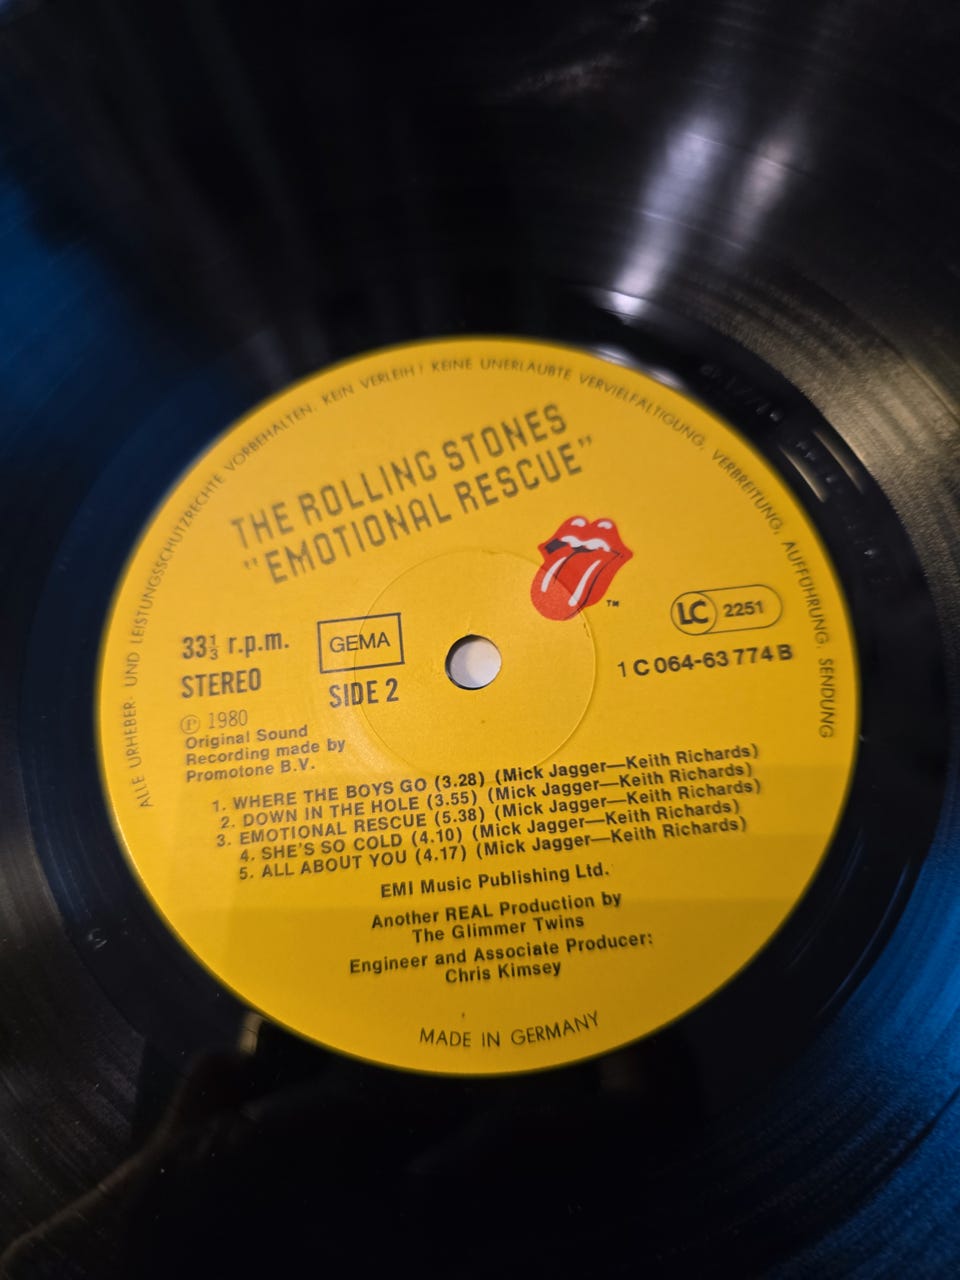 ALLE URHEBER- UND LEISTUNGSSCHUTZRECHTE VORBEHALTEN. KEIN VERLEIH! KEINE UNERLAUBTE VERVIELFÄLTIGUNG, VERBREITUNG, AUFFÜHRUNG, SENDUNG
THE ROLLING STONES
"EMOTIONAL RESCUE"
TM
33⅓ r.p.m.
STEREO
GEMA
SIDE 2
LC 2251
1 C 064-63 774 B
℗ 1980
Original Sound
Recording made by
Promotone B.V.
1. WHERE THE BOYS GO (3.28) (Mick Jagger—Keith Richards)
2. DOWN IN THE HOLE (3.55) (Mick Jagger—Keith Richards)
3. EMOTIONAL RESCUE (5.38) (Mick Jagger—Keith Richards)
4. SHE'S SO COLD (4.10) (Mick Jagger—Keith Richards)
5. ALL ABOUT YOU (4.17) (Mick Jagger—Keith Richards)
EMI Music Publishing Ltd.
Another REAL Production by
The Glimmer Twins
Engineer and Associate Producer:
Chris Kimsey
MADE IN GERMANY